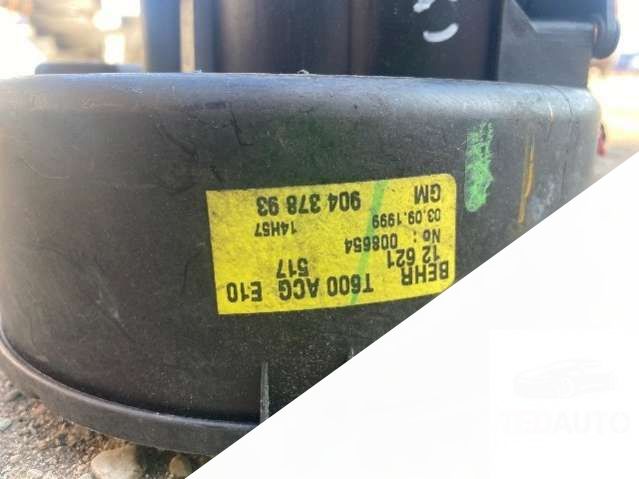 BEHR T600 ACG E10
12 621 517
No: 008654
03.09.1999 14H57
GM 904 378 93
TEDAUTO